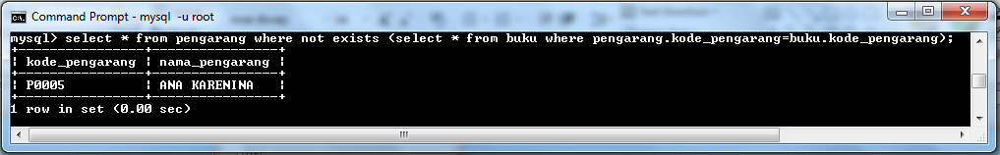 Command Prompt - mysql -u root
mysql> select * from pengarang where not exists (select * from buku where pengarang.kode_pengarang=buku.kode_pengarang);
+----------------+----------------+
| kode_pengarang | nama_pengarang |
+----------------+----------------+
| P0005          | ANA KARENINA   |
+----------------+----------------+
1 row in set (0.00 sec)